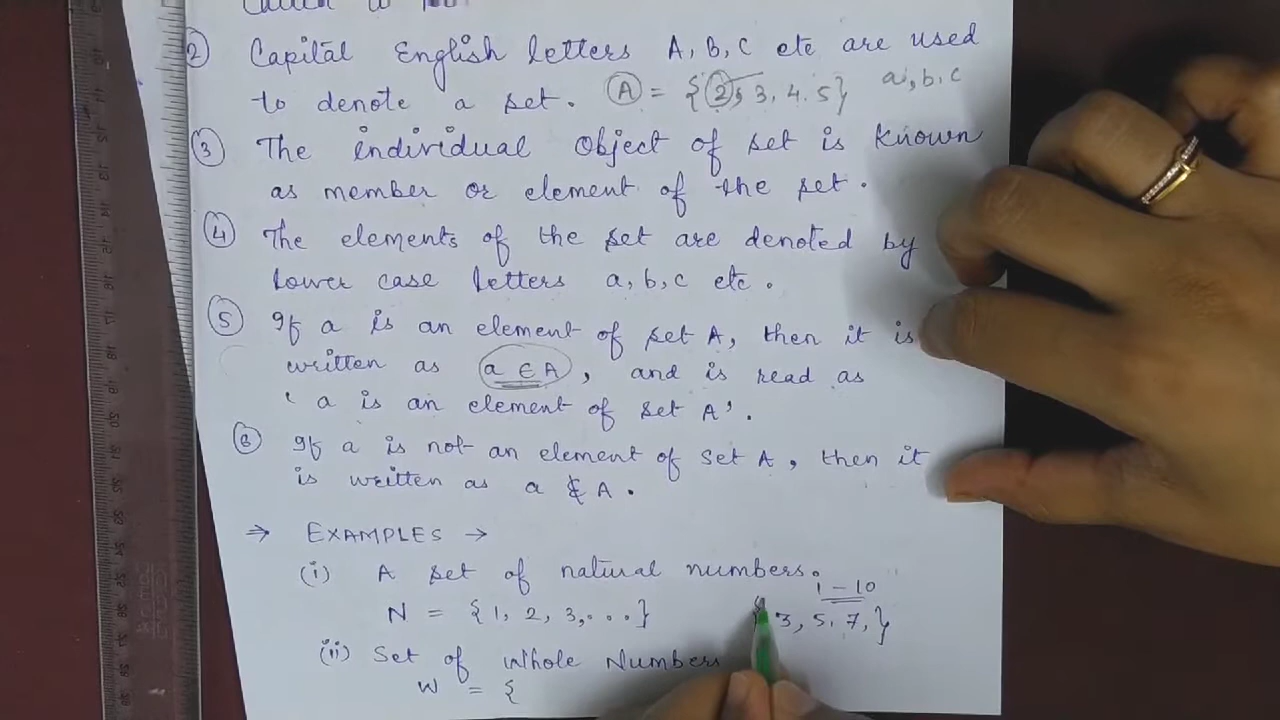 ② Capital English letters A, B, C etc are used
to denote a set. A = {2, 3, 4. 5} a, b, c
③ The individual object of set is known
as member or element of the set.
④ The elements of the set are denoted by
lower case letters a, b, c etc.
⑤ If a is an element of set A, then it is
written as a ∈ A, and is read as
' a is an element of set A'.
⑥ If a is not an element of set A, then it
is written as a ∉ A.
⇒ EXAMPLES →
(i) A set of natural numbers.
1 - 10
N = {1, 2, 3, ...} { 3, 5, 7, }
(ii) Set of Whole Numbers
W = {